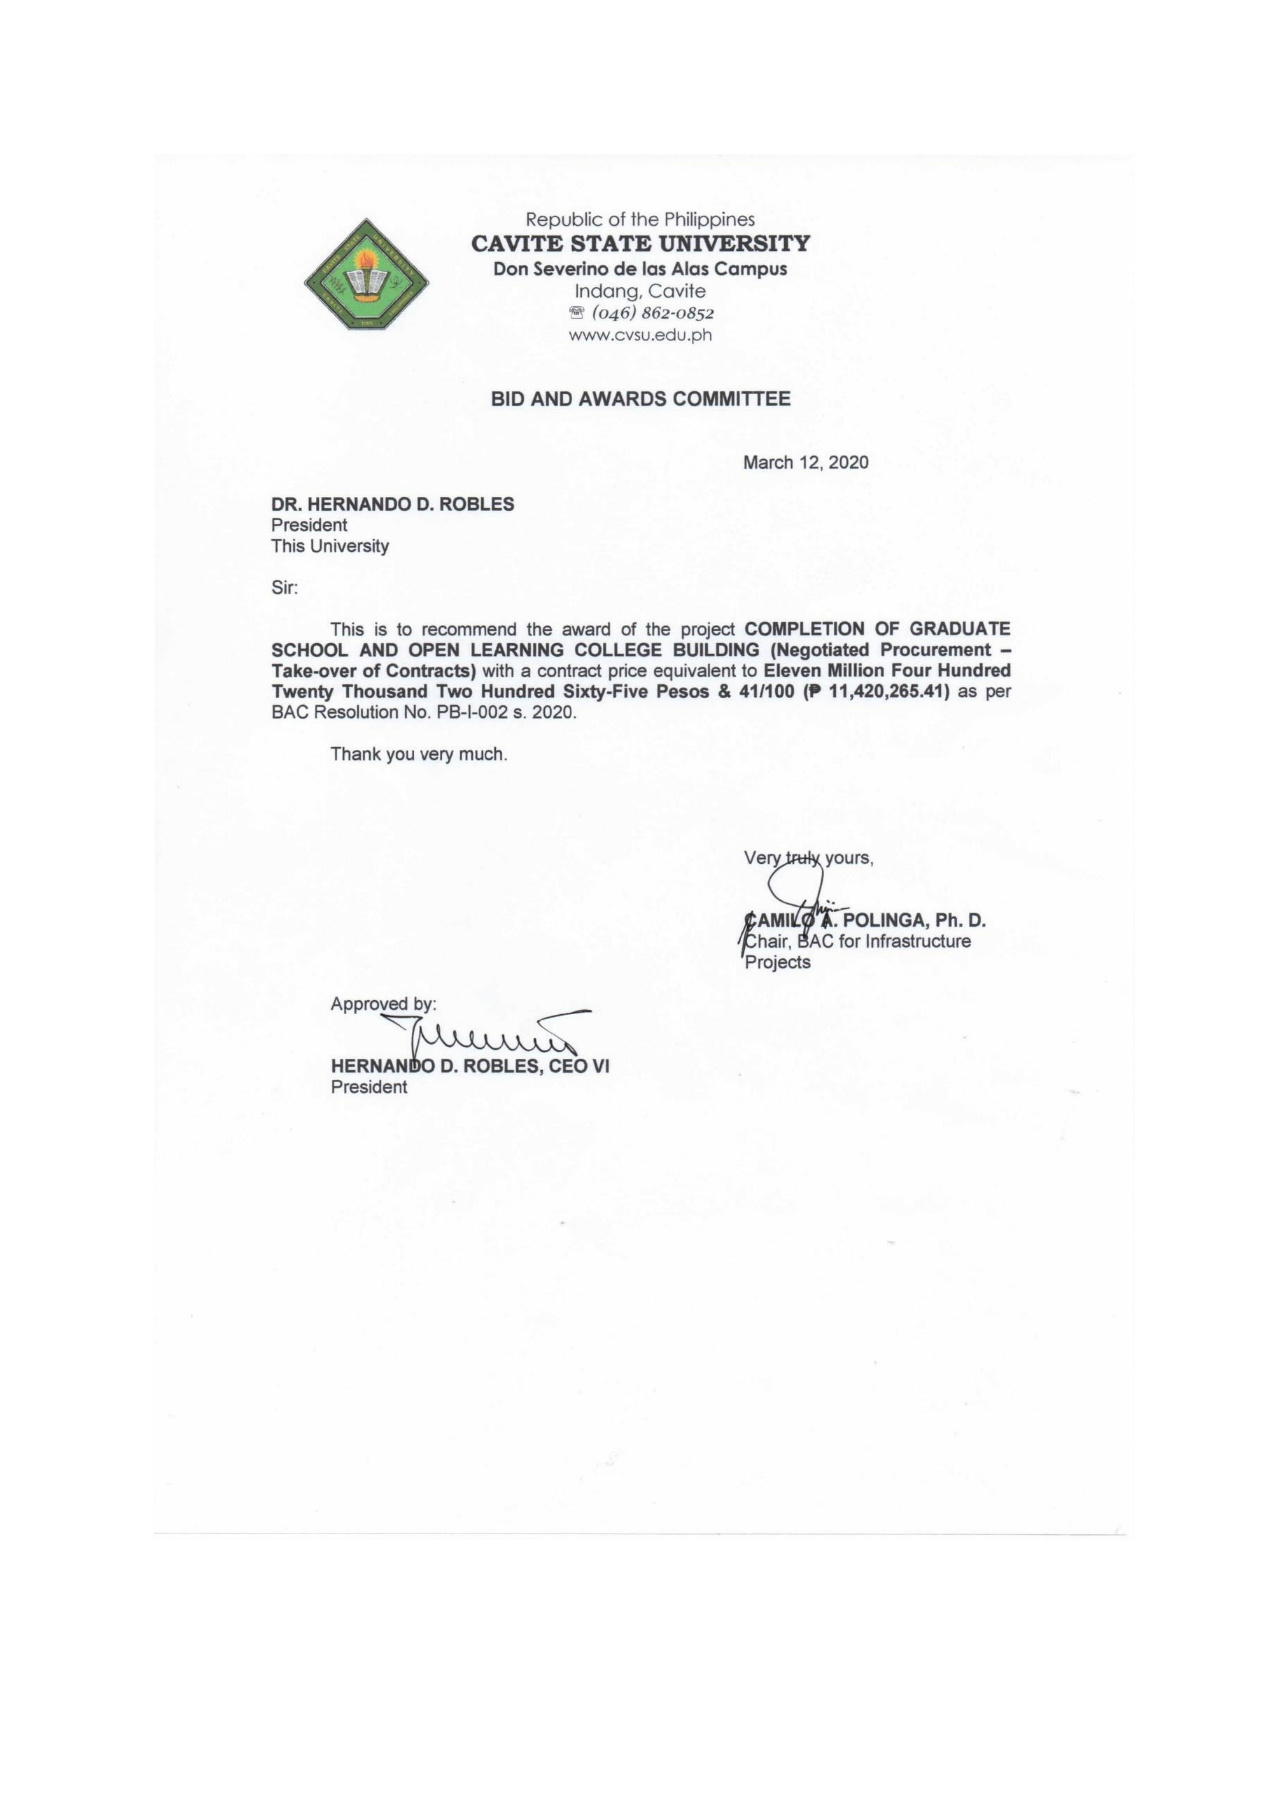 Republic of the Philippines
CAVITE STATE UNIVERSITY
Don Severino de las Alas Campus
Indang, Cavite
☏ (046) 862-0852
www.cvsu.edu.ph
BID AND AWARDS COMMITTEE
March 12, 2020
DR. HERNANDO D. ROBLES
President
This University
Sir:
This is to recommend the award of the project COMPLETION OF GRADUATE
SCHOOL AND OPEN LEARNING COLLEGE BUILDING (Negotiated Procurement –
Take-over of Contracts) with a contract price equivalent to Eleven Million Four Hundred
Twenty Thousand Two Hundred Sixty-Five Pesos & 41/100 (₱ 11,420,265.41) as per
BAC Resolution No. PB-I-002 s. 2020.
Thank you very much.
Very truly yours,
CAMILO A. POLINGA, Ph. D.
Chair, BAC for Infrastructure
Projects
Approved by:
HERNANDO D. ROBLES, CEO VI
President